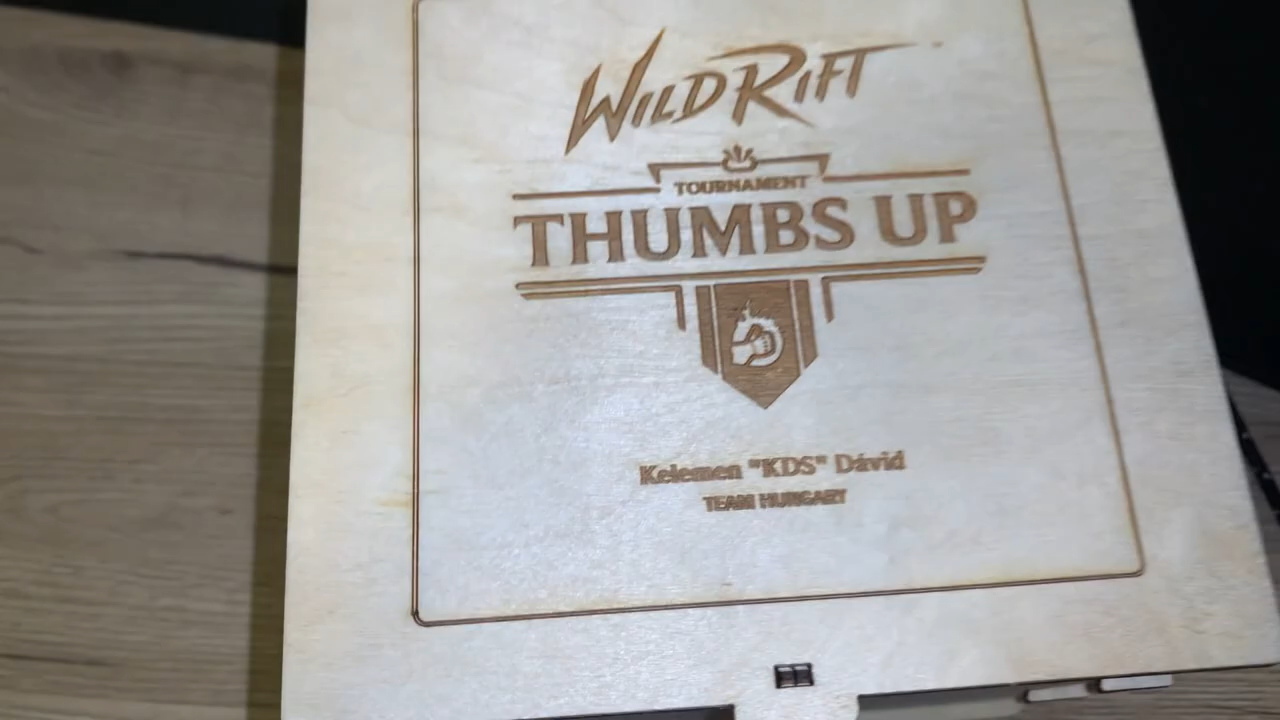 WILD RIFT
TOURNAMENT
THUMBS UP
Kelemen "KDS" Dávid
TEAM HUNGARY